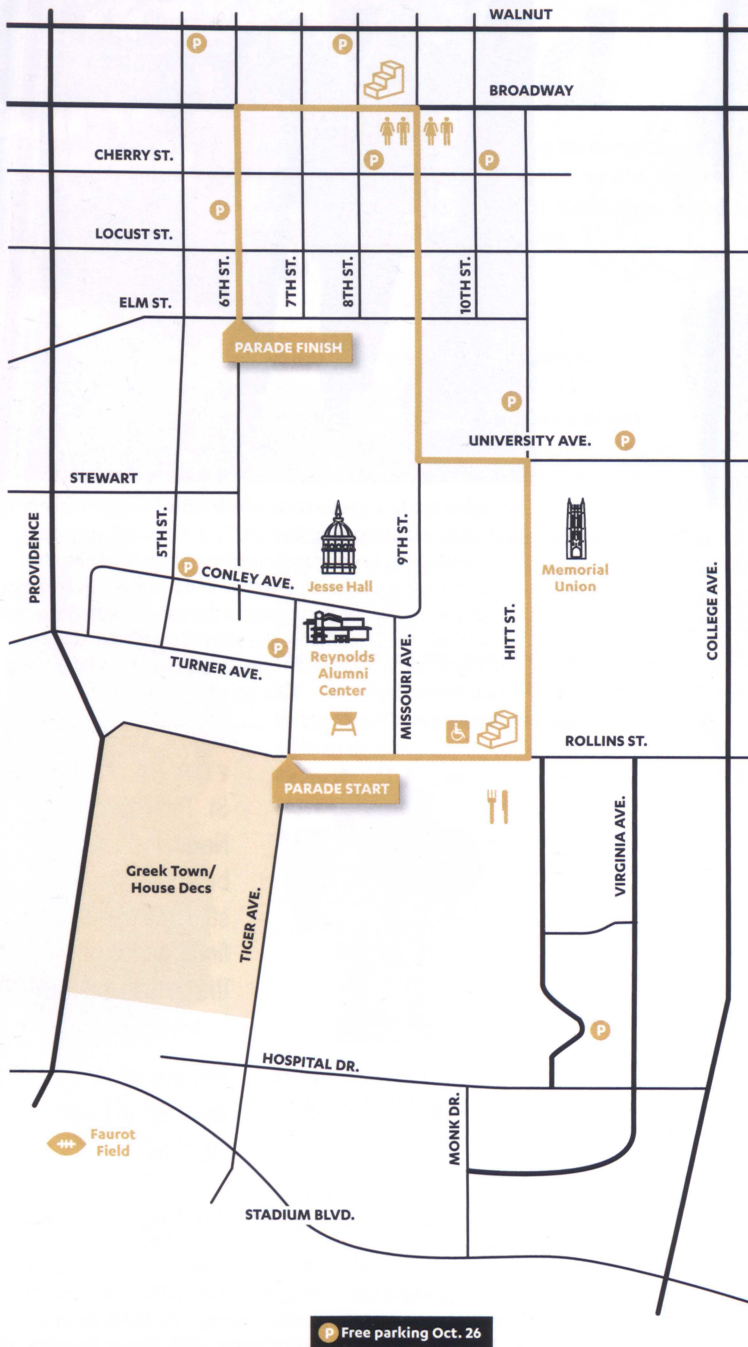 WALNUT
P
P
BROADWAY
CHERRY ST.
P
P
P
LOCUST ST.
6TH ST.
7TH ST.
8TH ST.
10TH ST.
ELM ST.
PARADE FINISH
P
UNIVERSITY AVE.
P
STEWART
PROVIDENCE
5TH ST.
9TH ST.
HITT ST.
COLLEGE AVE.
P
CONLEY AVE.
Jesse Hall
Memorial
Union
P
TURNER AVE.
Reynolds
Alumni
Center
MISSOURI AVE.
ROLLINS ST.
PARADE START
Greek Town/
House Decs
TIGER AVE.
VIRGINIA AVE.
P
HOSPITAL DR.
MONK DR.
Faurot
Field
STADIUM BLVD.
P Free parking Oct. 26